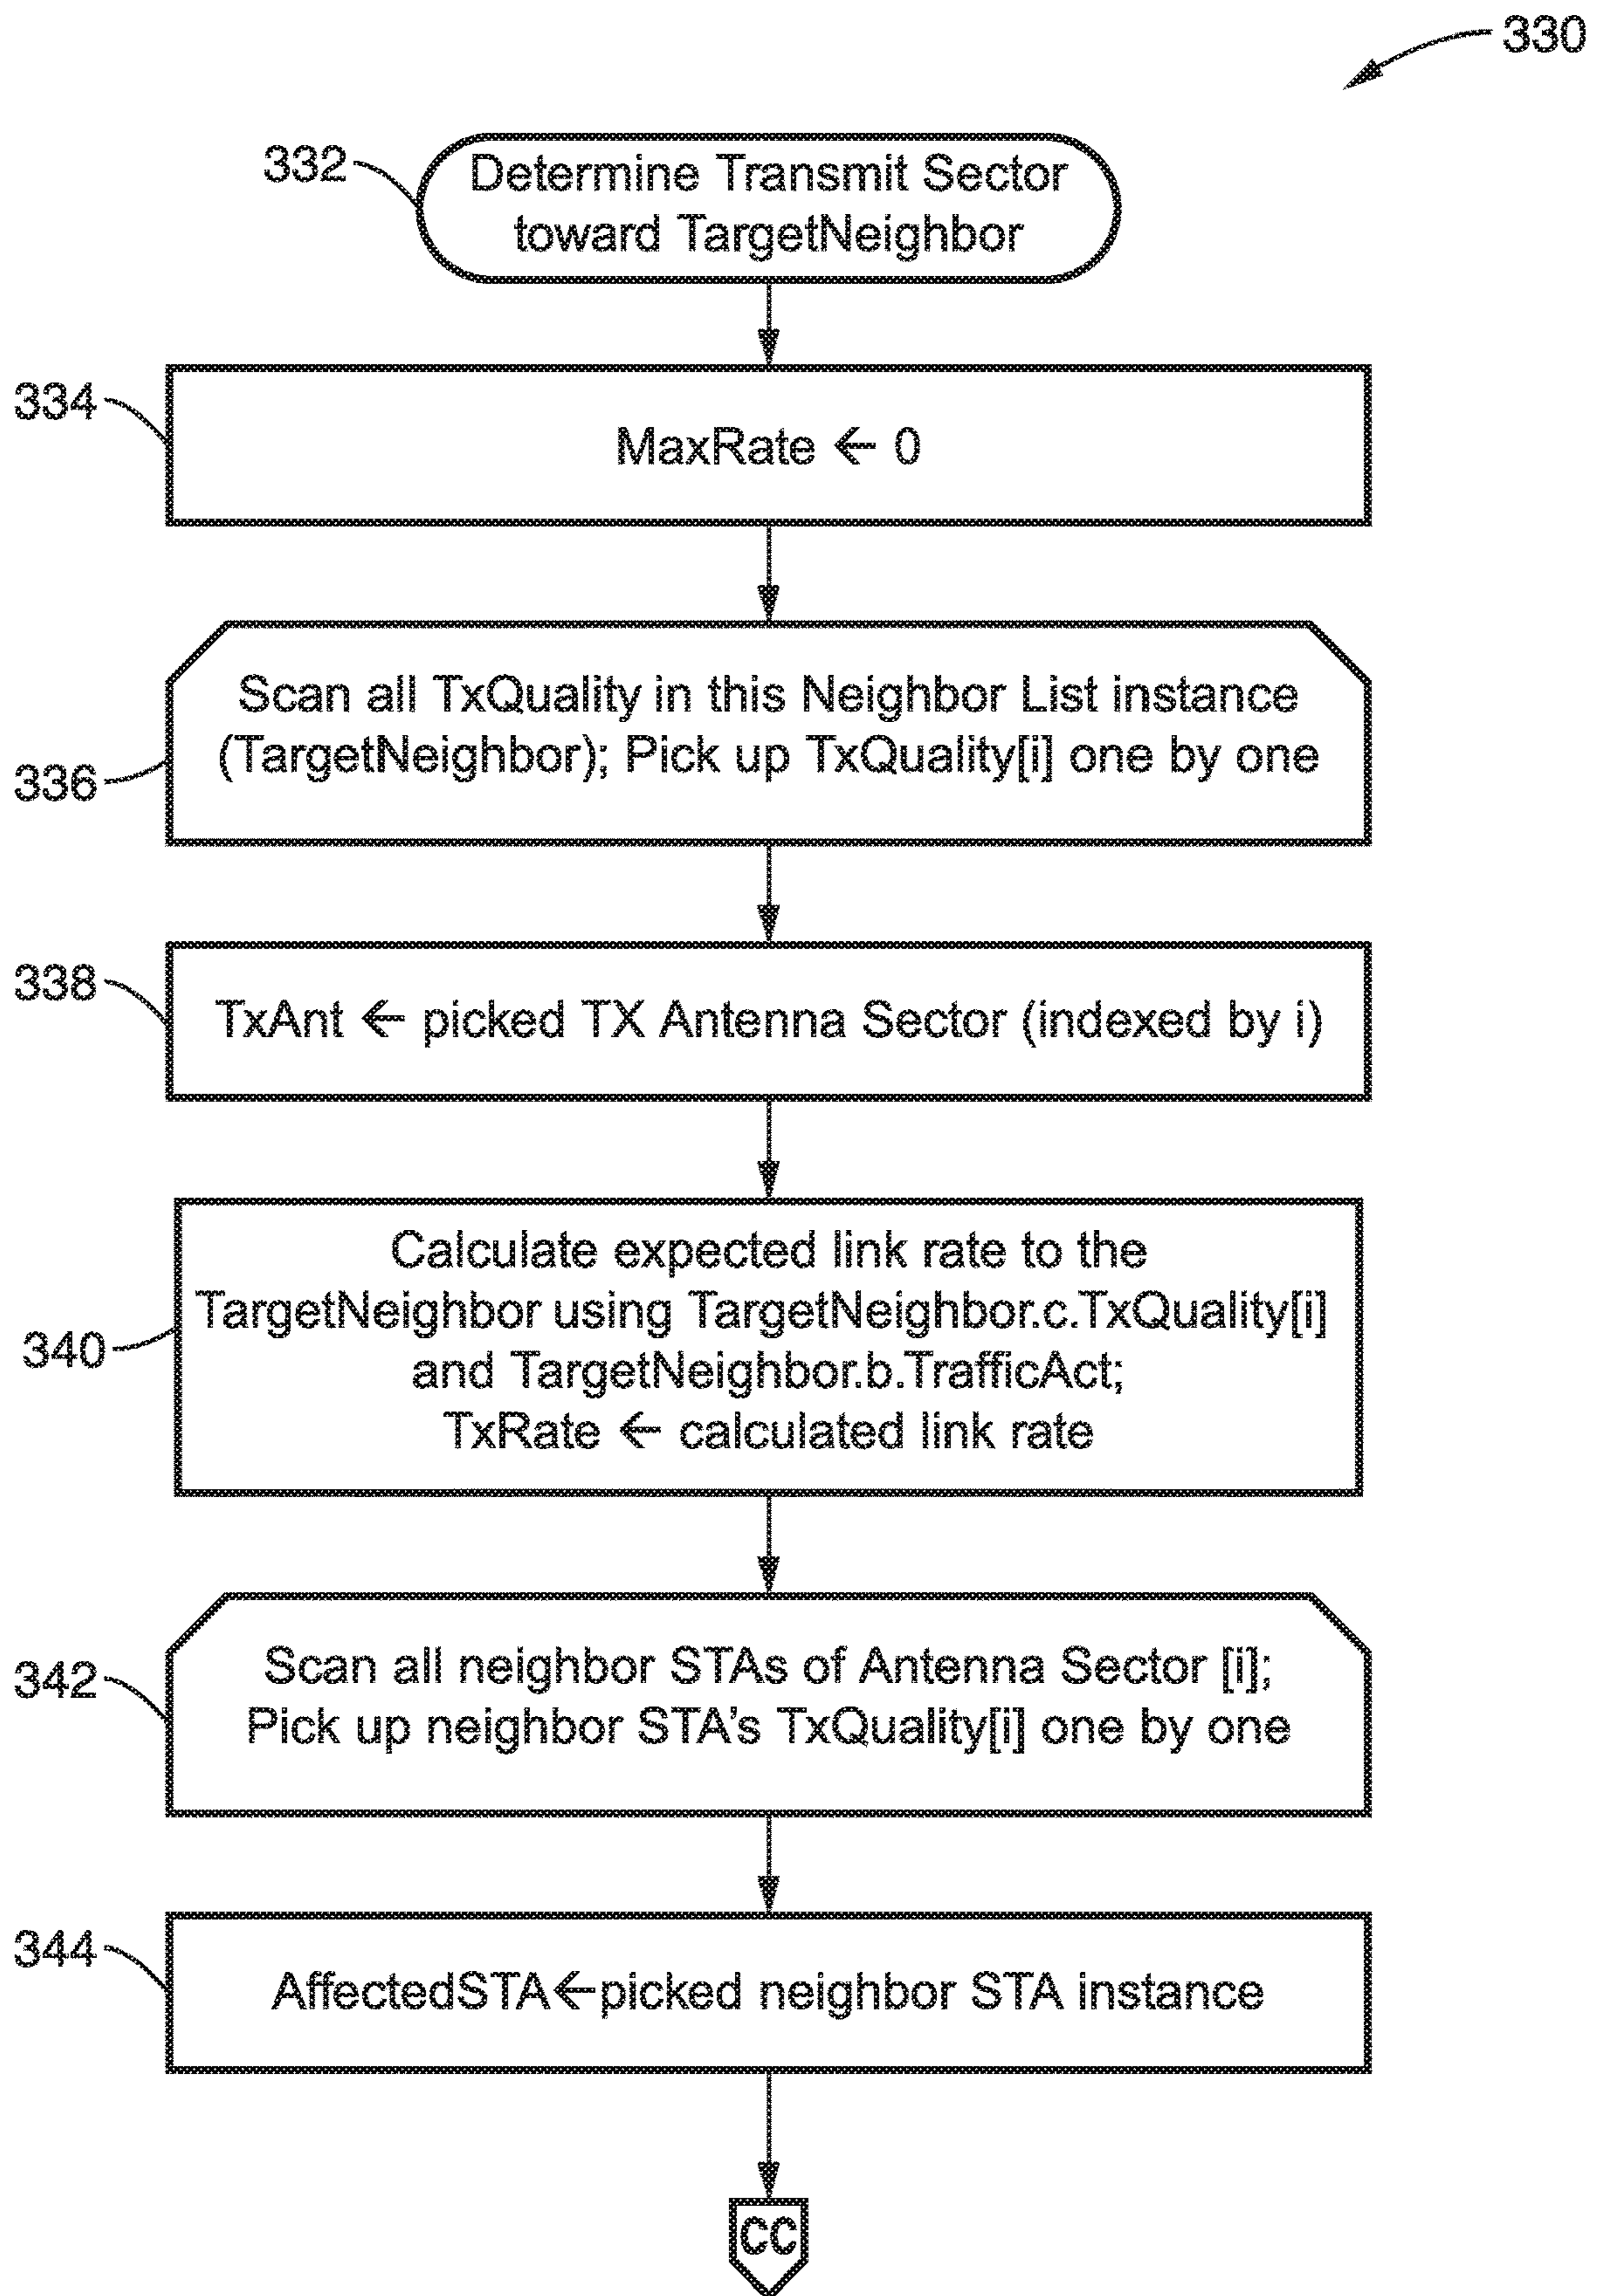 330
332
Determine Transmit Sector
toward TargetNeighbor
334
MaxRate ← 0
336
Scan all TxQuality in this Neighbor List instance
(TargetNeighbor); Pick up TxQuality[i] one by one
338
TxAnt ← picked TX Antenna Sector (indexed by i)
340
Calculate expected link rate to the
TargetNeighbor using TargetNeighbor.c.TxQuality[i]
and TargetNeighbor.b.TrafficAct;
TxRate ← calculated link rate
342
Scan all neighbor STAs of Antenna Sector [i];
Pick up neighbor STA's TxQuality[i] one by one
344
AffectedSTA←picked neighbor STA instance
CC